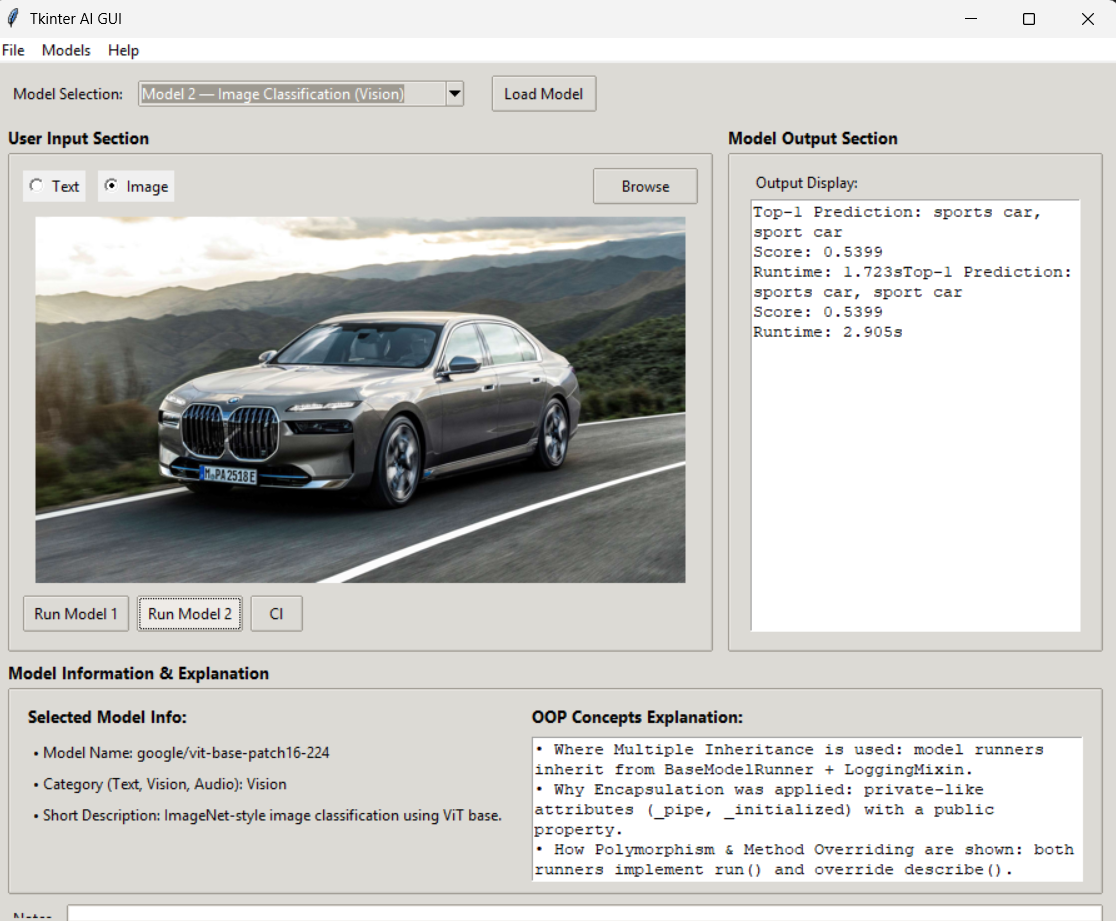 Tkinter AI GUI
File Models Help
Model Selection: Model 2 — Image Classification (Vision) Load Model
User Input Section
Text Image Browse
M PA 2518E
Run Model 1 Run Model 2 Cl
Model Output Section
Output Display:
Top-1 Prediction: sports car,
sport car
Score: 0.5399
Runtime: 1.723sTop-1 Prediction:
sports car, sport car
Score: 0.5399
Runtime: 2.905s
Model Information & Explanation
Selected Model Info:
• Model Name: google/vit-base-patch16-224
• Category (Text, Vision, Audio): Vision
• Short Description: ImageNet-style image classification using ViT base.
OOP Concepts Explanation:
• Where Multiple Inheritance is used: model runners
inherit from BaseModelRunner + LoggingMixin.
• Why Encapsulation was applied: private-like
attributes (_pipe, _initialized) with a public
property.
• How Polymorphism & Method Overriding are shown: both
runners implement run() and override describe().
Notes